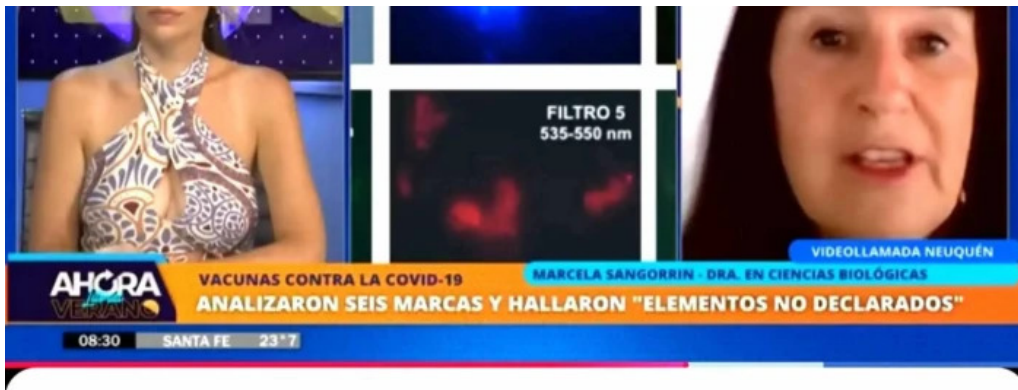 FILTRO 5
535-550 nm
VIDEOLLAMADA NEUQUÉN
MARCELA SANGORRIN - DRA. EN CIENCIAS BIOLÓGICAS
AHORA
VERANO
VACUNAS CONTRA LA COVID-19
ANALIZARON SEIS MARCAS Y HALLARON "ELEMENTOS NO DECLARADOS"
08:30 SANTA FE 23°7